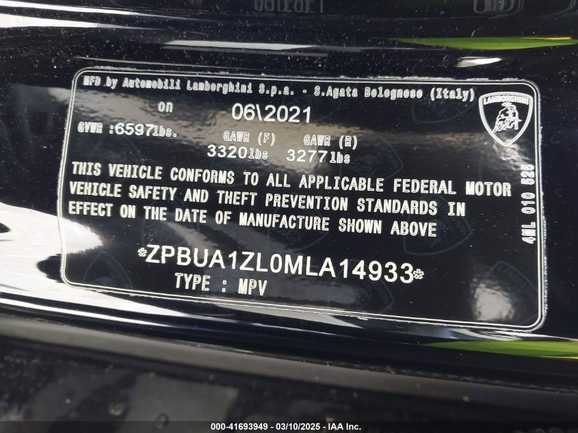 MFD by Automobili Lamborghini S.p.a. - S.Agata Bolognese (Italy)
on 06\2021
GVWR :6597lbs. GAWR (F) GAWR (R)
3320lbs 3277lbs
THIS VEHICLE CONFORMS TO ALL APPLICABLE FEDERAL MOTOR
VEHICLE SAFETY AND THEFT PREVENTION STANDARDS IN
EFFECT ON THE DATE OF MANUFACTURE SHOWN ABOVE
*ZPBUA1ZL0MLA14933*
TYPE : MPV
LAMBORGHINI
4ML 010 525
000-41693949 - 03/10/2025 - IAA Inc.